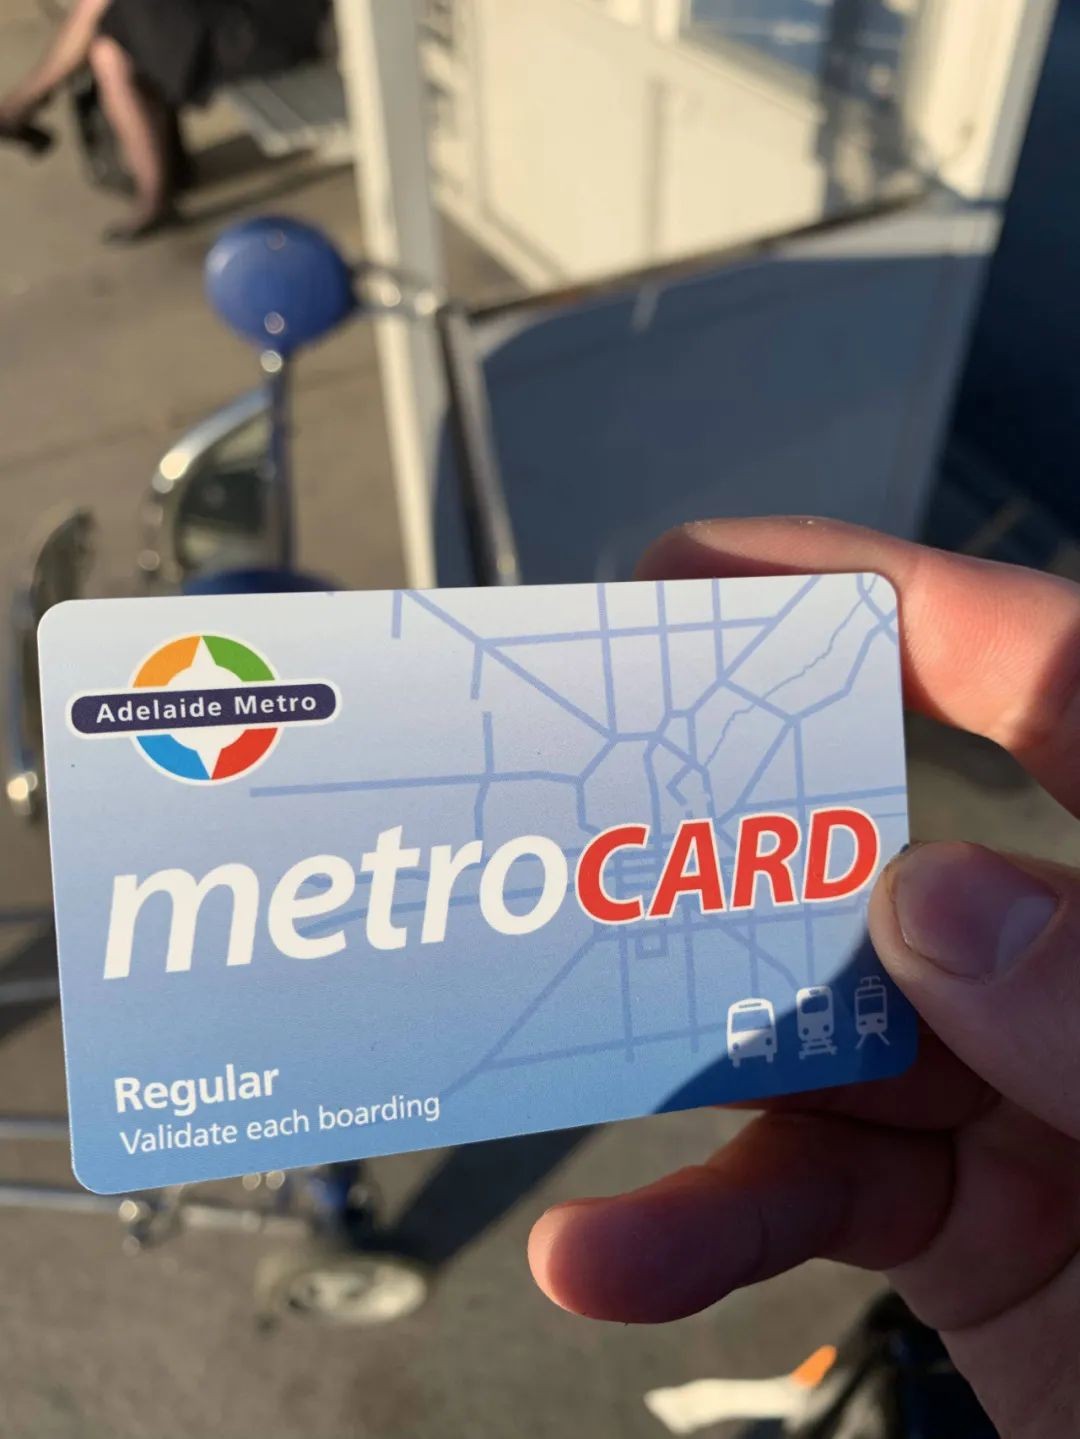 Adelaide Metro
metroCARD
Regular
Validate each boarding